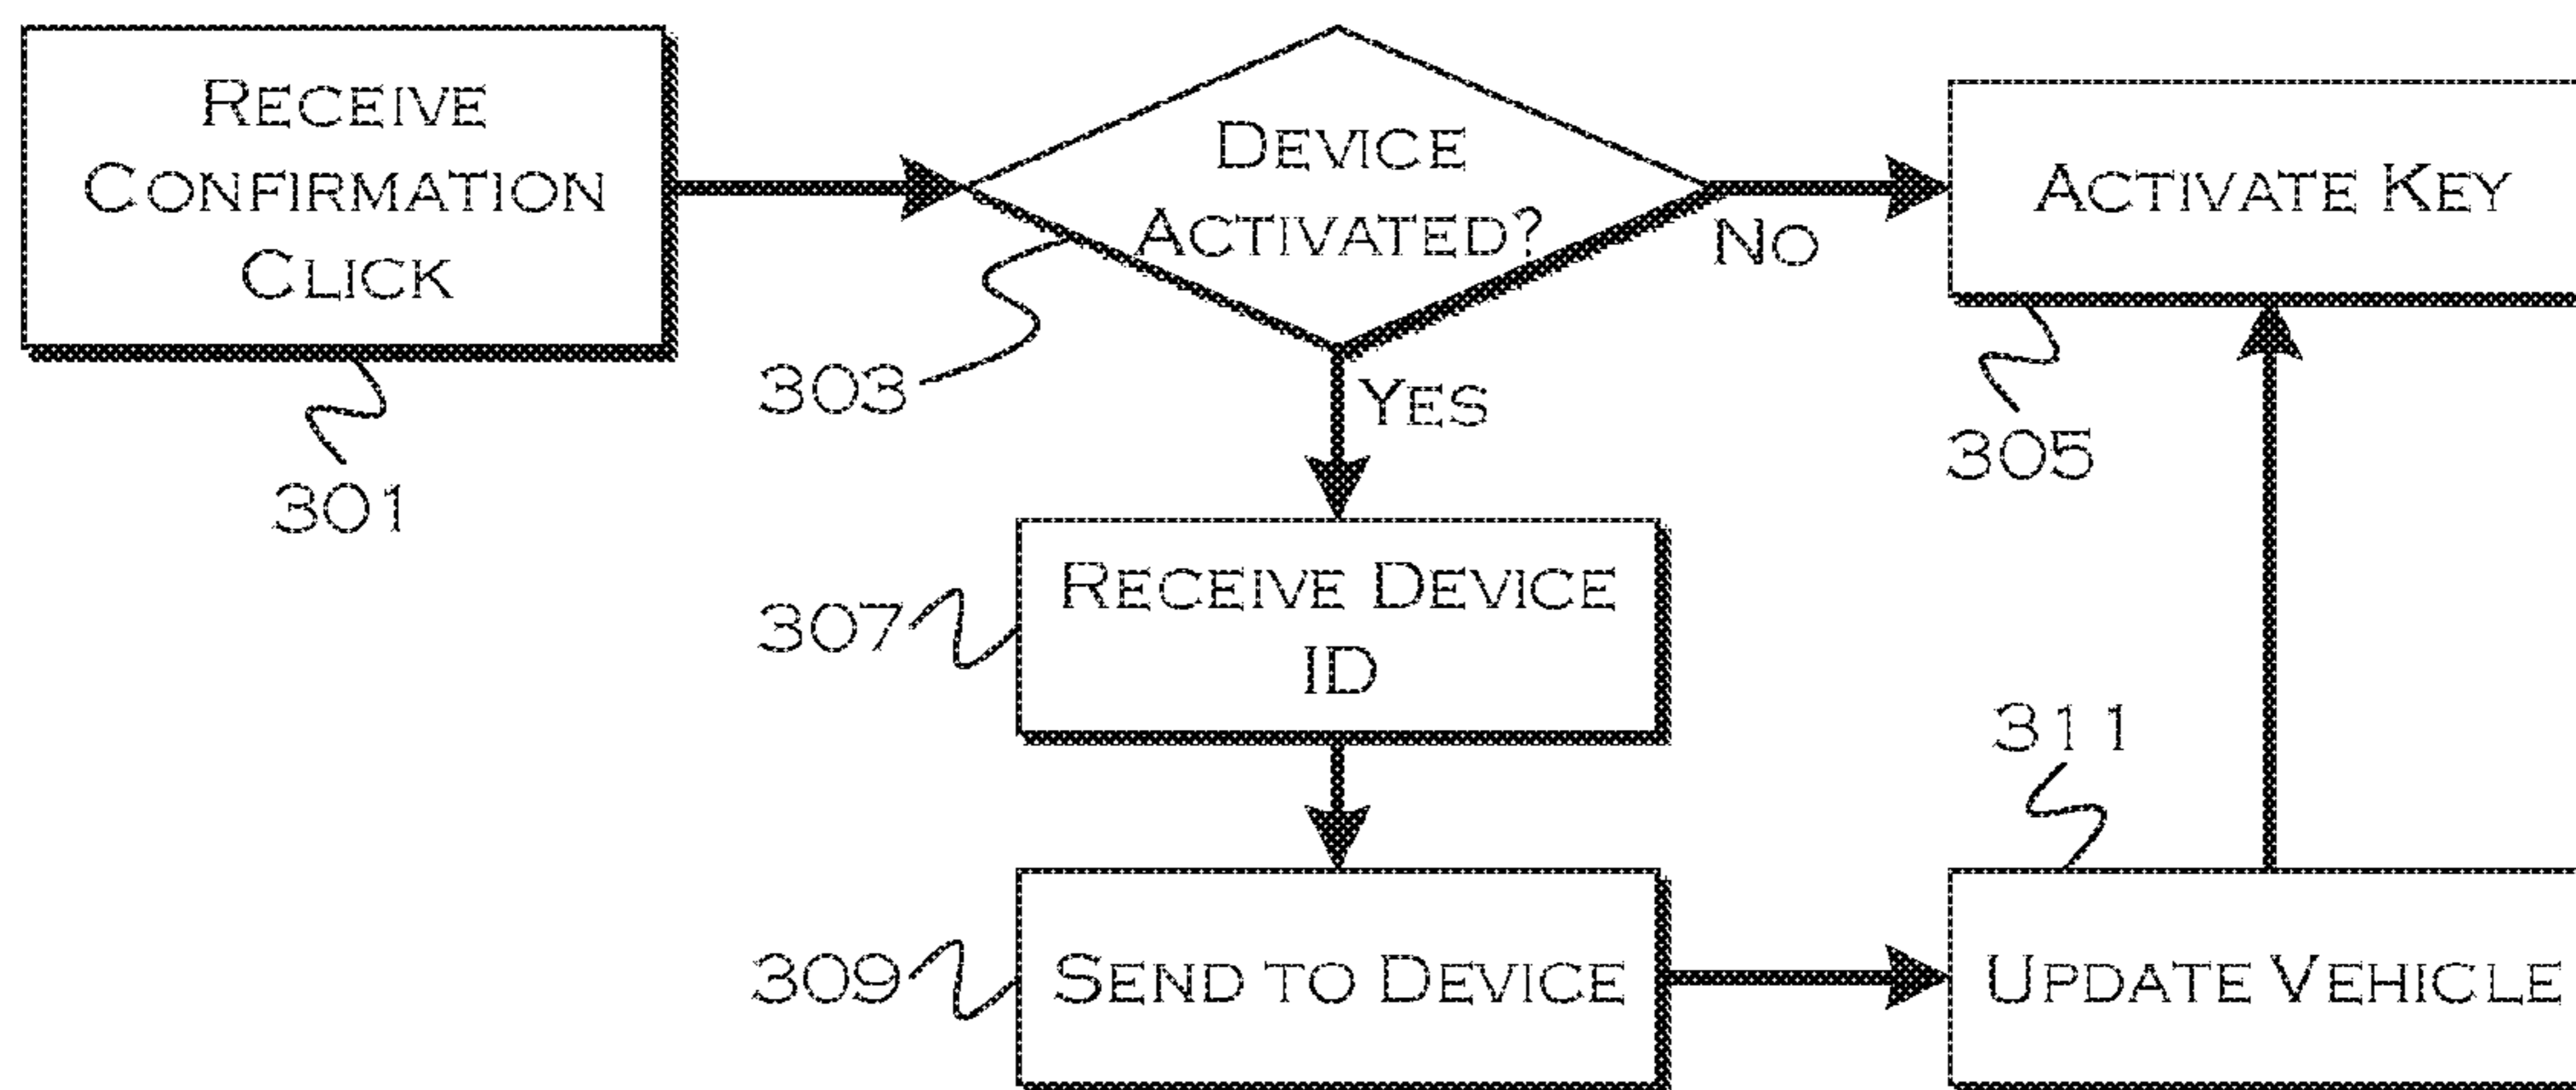 RECEIVE
CONFIRMATION
CLICK
301
DEVICE
ACTIVATED?
303
NO
YES
ACTIVATE KEY
305
RECEIVE DEVICE
ID
307
SEND TO DEVICE
309
UPDATE VEHICLE
311